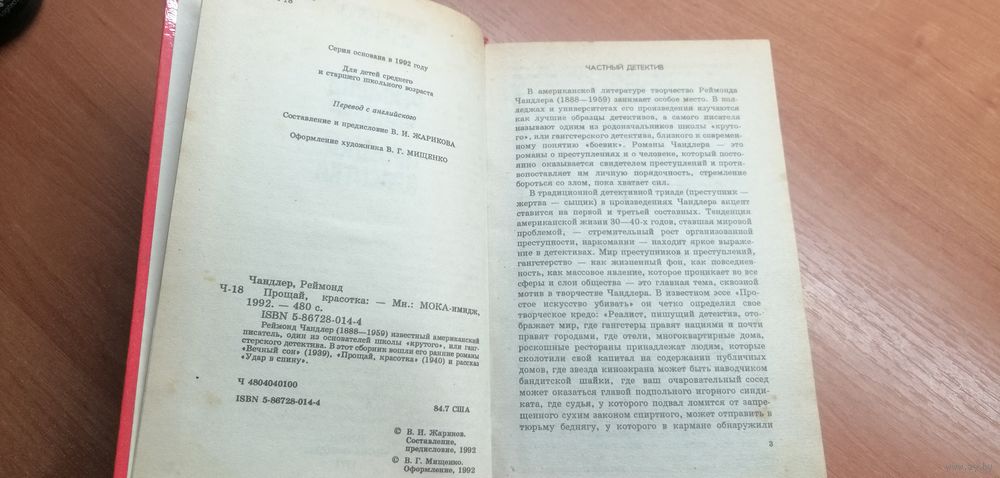 18
Серия основана в 1992 году
Для детей среднего
и старшего школьного возраста
Перевод с английского
Составление и предисловие В. И. ЖАРИКОВА
Оформление художника В. Г. МИЩЕНКО
Чандлер, Реймонд
Ч-18 Прощай, красотка: — Мн.: МОКА-имидж,
1992. — 480 с.
ISBN 5-86728-014-4
Реймонд Чандлер (1888—1959) известный американский
писатель, один из основателей школы «крутого», или ганг-
стерского детектива. В этот сборник вошли его ранние романы
«Вечный сон» (1939), «Прощай, красотка» (1940) и рассказ
«Удар в спину».
Ч 4804040100
ISBN 5-86728-014-4
84.7 США
© В. И. Жариков.
Составление,
предисловие, 1992
© В. Г. Мищенко.
Оформление, 1992
ЧАСТНЫЙ ДЕТЕКТИВ
В американской литературе творчество Реймонда
Чандлера (1888—1959) занимает особое место. В кол-
леджах и университетах его произведения изучаются
как лучшие образцы детективов, а самого писателя
называют одним из родоначальников школы «круто-
го», или гангстерского детектива, близкого к современ-
ному понятию «боевик». Романы Чандлера — это
романы о преступлениях и о человеке, который посто-
янно оказывается свидетелем преступлений и проти-
вопоставляет им личную порядочность, стремление
бороться со злом, пока хватает сил.
В традиционной детективной триаде (преступник —
жертва — сыщик) в произведениях Чандлера акцент
ставится на первой и третьей составных. Тенденция
американской жизни 30—40-х годов, ставшая мировой
проблемой, — стремительный рост организованной
преступности, наркомании — находит яркое выраже-
ние в детективах. Мир преступников и преступлений,
гангстерство — как жизненный фон, как повседнев-
ность, как массовое явление, которое проникает во все
сферы и слои общества — это главная тема, сквозной
мотив в творчестве Чандлера. В известном эссе «Про-
стое искусство убивать» он четко определил свое
творческое кредо: «Реалист, пишущий детектив, ото-
бражает мир, где гангстеры правят нациями и почти
правят городами, где отели, многоквартирные дома,
роскошные рестораны принадлежат людям, которые
сколотили свой капитал на содержании публичных
домов, где звезда киноэкрана может быть наводчиком
бандитской шайки, где ваш очаровательный сосед
может оказаться главой подпольного игорного синди-
ката, где судья, у которого подвал ломится от запре-
щенного сухим законом спиртного, может отправить в
тюрьму беднягу, у которого в кармане обнаружили
3
www.ay.by